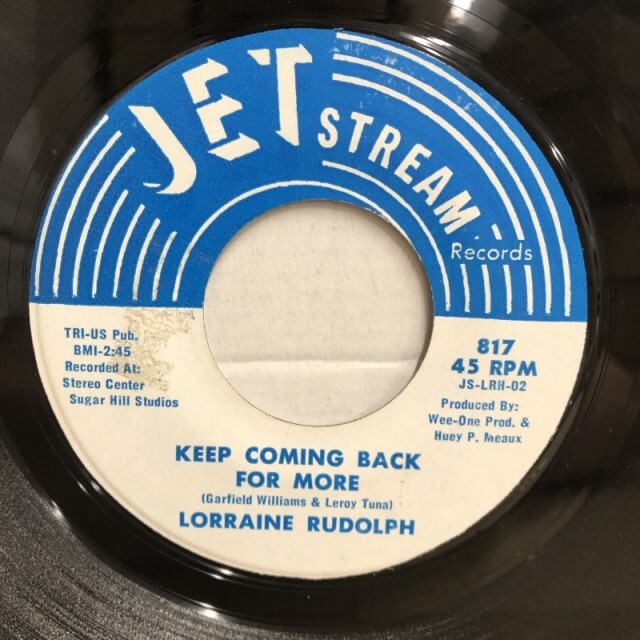 JET STREAM
Records
TRI-US Pub.
BMI-2:45
Recorded At:
Stereo Center
Sugar Hill Studios
817
45 RPM
JS-LRH-02
Produced By:
Wee-One Prod. &
Huey P. Meaux
KEEP COMING BACK
FOR MORE
(Garfield Williams & Leroy Tuna)
LORRAINE RUDOLPH